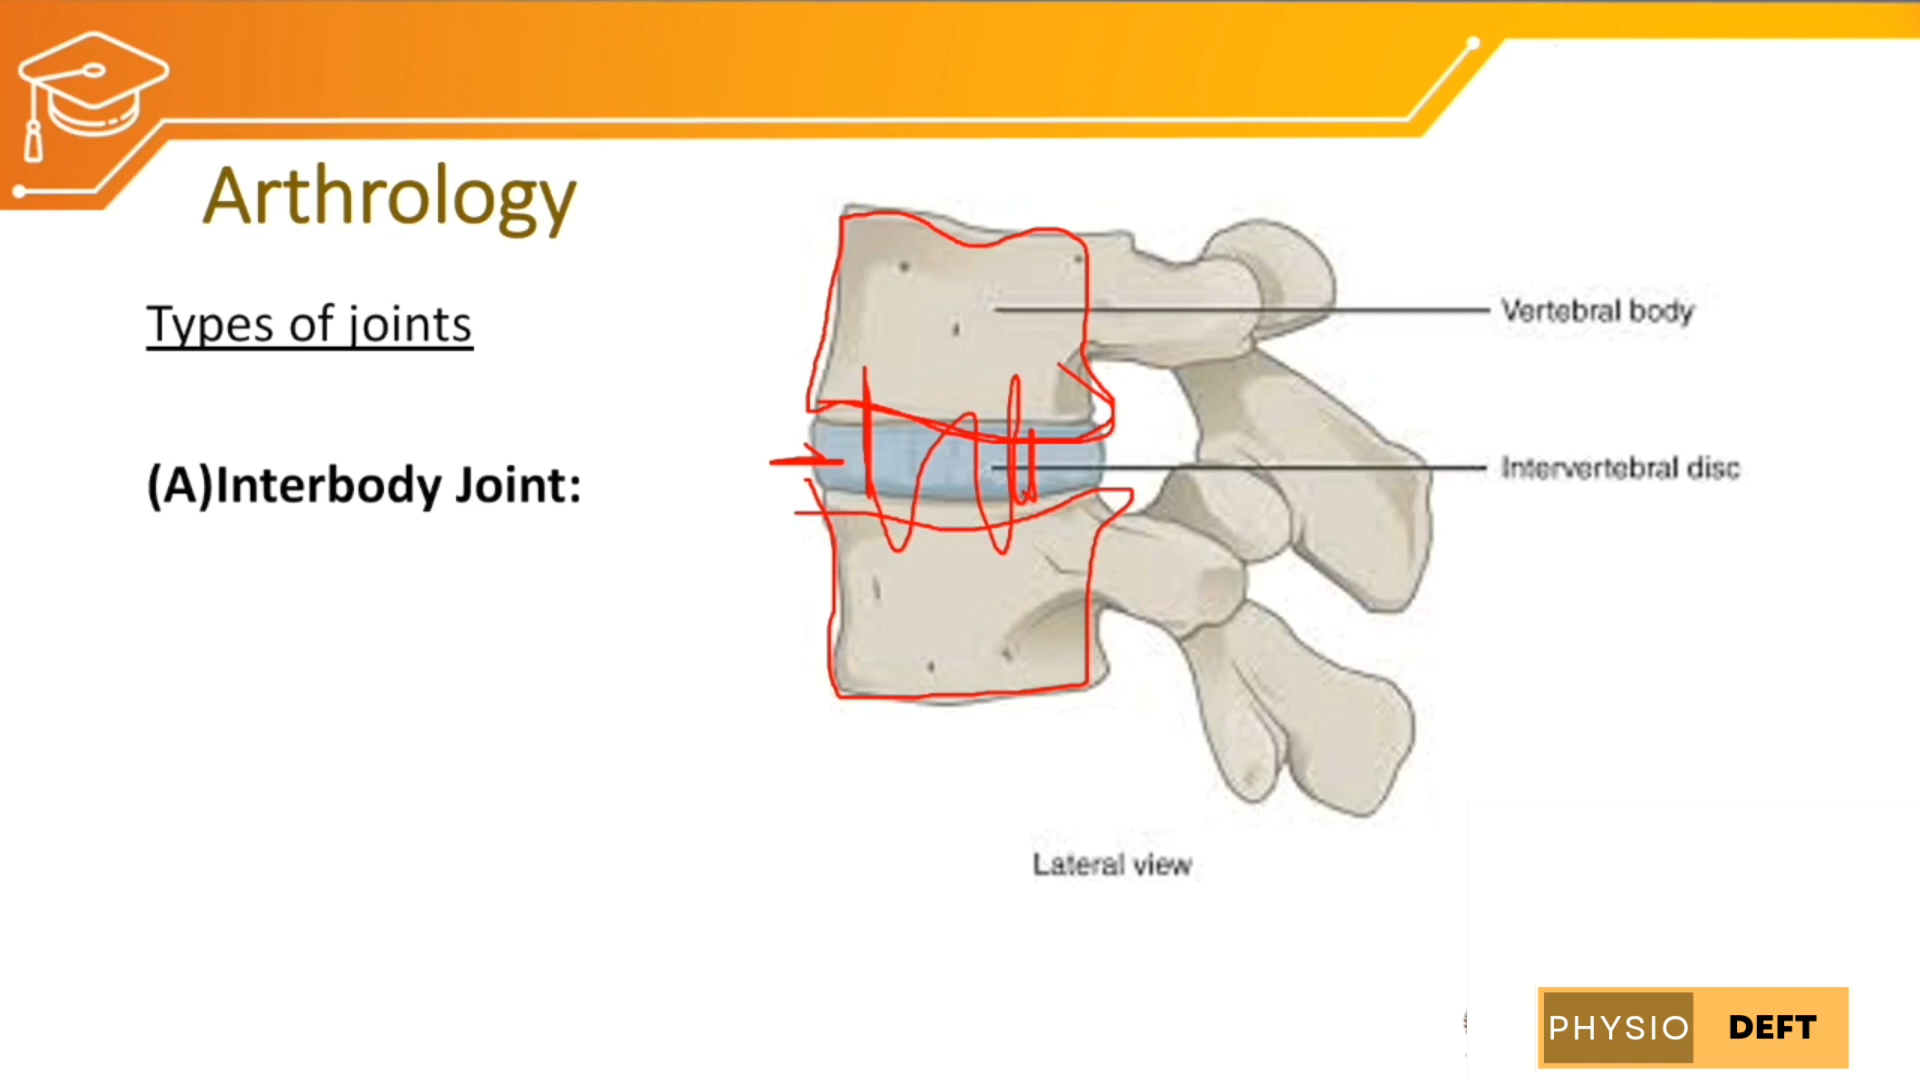 Arthrology
Types of joints
(A)Interbody Joint:
Vertebral body
Intervertebral disc
Lateral view
PHYSIO DEFT